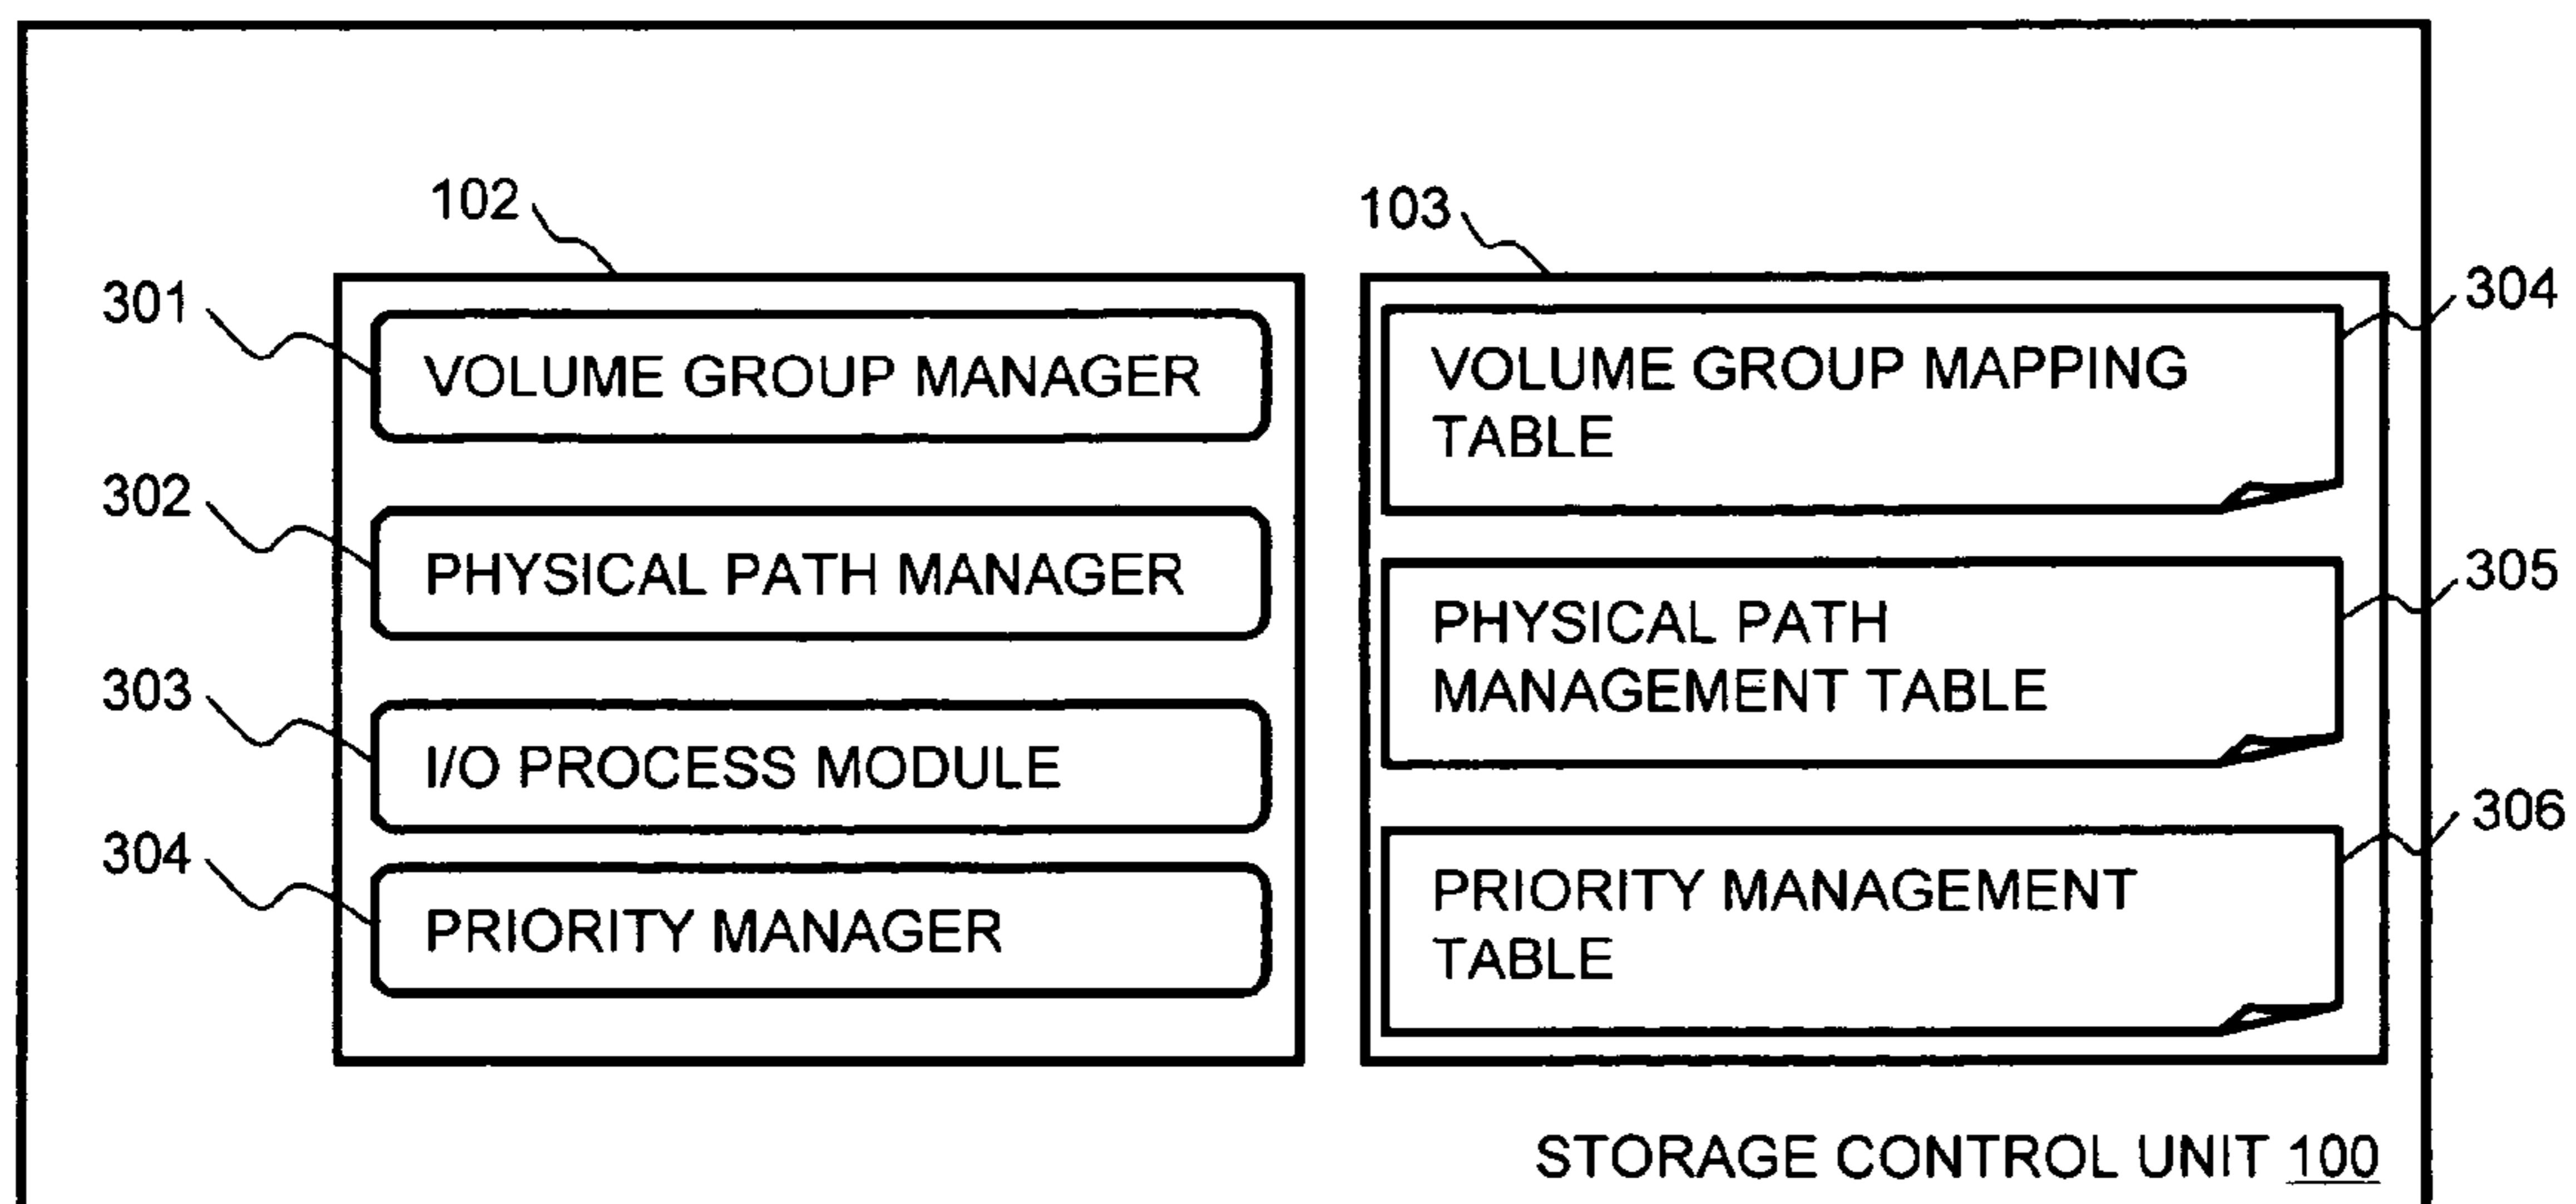 102
103
301
VOLUME GROUP MANAGER
302
PHYSICAL PATH MANAGER
303
I/O PROCESS MODULE
304
PRIORITY MANAGER
304
VOLUME GROUP MAPPING
TABLE
305
PHYSICAL PATH
MANAGEMENT TABLE
306
PRIORITY MANAGEMENT
TABLE
STORAGE CONTROL UNIT 100